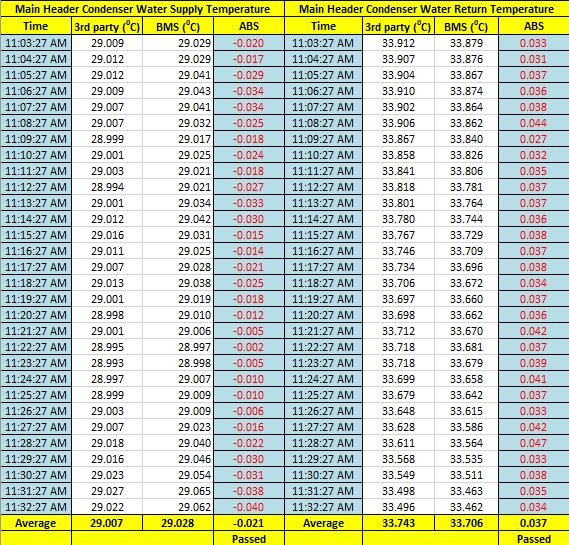 Main Header Condenser Water Supply Temperature Main Header Condenser Water Return Temperature
Time 3rd party (⁰C) BMS (⁰C) ABS Time 3rd party (⁰C) BMS (⁰C) ABS
11:03:27 AM 29.009 29.029 -0.020 11:03:27 AM 33.912 33.879 0.033
11:04:27 AM 29.012 29.029 -0.017 11:04:27 AM 33.907 33.876 0.031
11:05:27 AM 29.012 29.041 -0.029 11:05:27 AM 33.904 33.867 0.037
11:06:27 AM 29.009 29.043 -0.034 11:06:27 AM 33.910 33.874 0.036
11:07:27 AM 29.007 29.041 -0.034 11:07:27 AM 33.902 33.864 0.038
11:08:27 AM 29.007 29.032 -0.025 11:08:27 AM 33.906 33.862 0.044
11:09:27 AM 28.999 29.017 -0.018 11:09:27 AM 33.867 33.840 0.027
11:10:27 AM 29.001 29.025 -0.024 11:10:27 AM 33.858 33.826 0.032
11:11:27 AM 29.003 29.021 -0.018 11:11:27 AM 33.841 33.806 0.035
11:12:27 AM 28.994 29.021 -0.027 11:12:27 AM 33.818 33.781 0.037
11:13:27 AM 29.001 29.034 -0.033 11:13:27 AM 33.801 33.764 0.037
11:14:27 AM 29.012 29.042 -0.030 11:14:27 AM 33.780 33.744 0.036
11:15:27 AM 29.016 29.031 -0.015 11:15:27 AM 33.767 33.729 0.038
11:16:27 AM 29.011 29.025 -0.014 11:16:27 AM 33.746 33.709 0.037
11:17:27 AM 29.007 29.028 -0.021 11:17:27 AM 33.734 33.696 0.038
11:18:27 AM 29.013 29.038 -0.025 11:18:27 AM 33.706 33.672 0.034
11:19:27 AM 29.001 29.019 -0.018 11:19:27 AM 33.697 33.660 0.037
11:20:27 AM 28.998 29.010 -0.012 11:20:27 AM 33.698 33.662 0.036
11:21:27 AM 29.001 29.006 -0.005 11:21:27 AM 33.712 33.670 0.042
11:22:27 AM 28.995 28.997 -0.002 11:22:27 AM 33.718 33.681 0.037
11:23:27 AM 28.993 28.998 -0.005 11:23:27 AM 33.718 33.679 0.039
11:24:27 AM 28.997 29.007 -0.010 11:24:27 AM 33.699 33.658 0.041
11:25:27 AM 28.999 29.009 -0.010 11:25:27 AM 33.679 33.642 0.037
11:26:27 AM 29.003 29.009 -0.006 11:26:27 AM 33.648 33.615 0.033
11:27:27 AM 29.007 29.023 -0.016 11:27:27 AM 33.628 33.586 0.042
11:28:27 AM 29.018 29.040 -0.022 11:28:27 AM 33.611 33.564 0.047
11:29:27 AM 29.016 29.046 -0.030 11:29:27 AM 33.568 33.535 0.033
11:30:27 AM 29.023 29.054 -0.031 11:30:27 AM 33.549 33.511 0.038
11:31:27 AM 29.027 29.065 -0.038 11:31:27 AM 33.498 33.463 0.035
11:32:27 AM 29.022 29.062 -0.040 11:32:27 AM 33.496 33.462 0.034
Average 29.007 29.028 -0.021 Average 33.743 33.706 0.037
Passed Passed